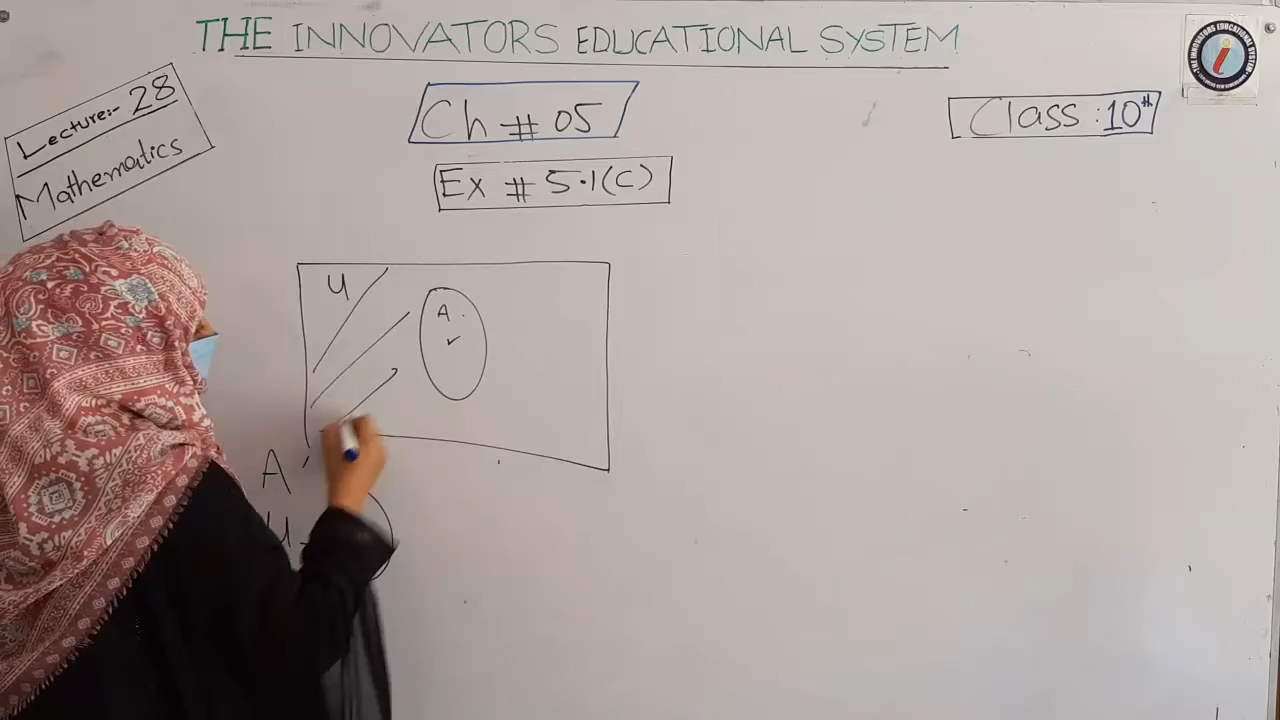 THE INNOVATORS EDUCATIONAL SYSTEM
Lecture:- 28
Mathematics
Ch # 05
Class : 10th
Ex # 5.1(C)
U
A
A'
U -